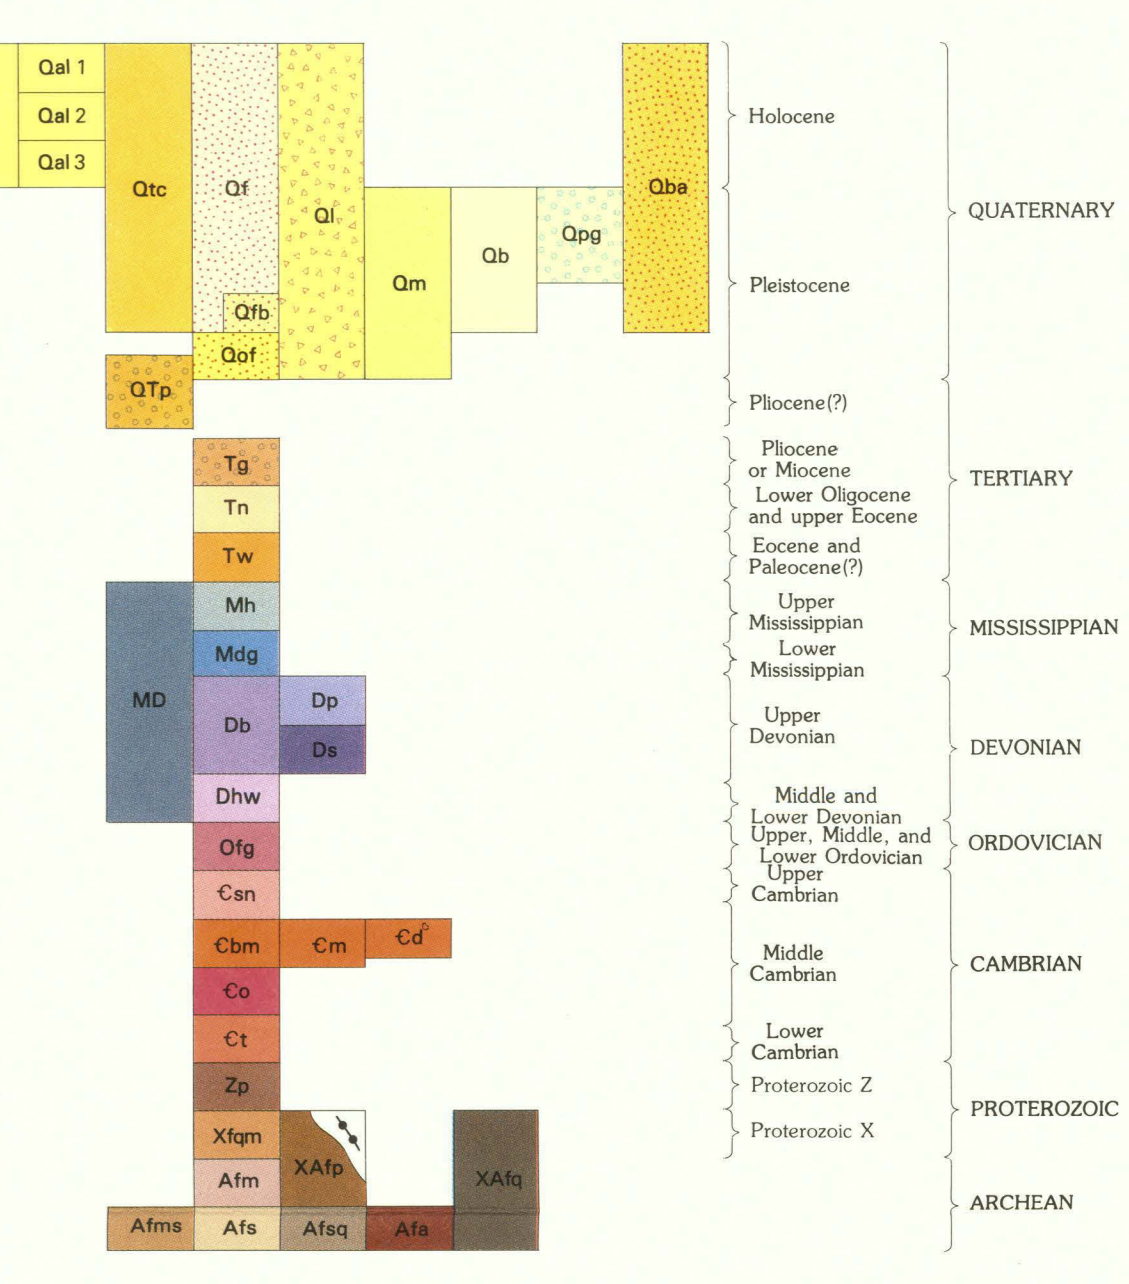 Qal 1
Qal 2
Qal 3
Qtc
Qf
Ql
Qba
Qpg
Qb
Qm
Qfb
Qof
QTp
Tg
Tn
Tw
Mh
Mdg
MD
Db
Dp
Ds
Dhw
Ofg
Єsn
Єbm
Єm
Єd
Єo
Єt
Zp
Xfqm
XAfp
Afm
XAfq
Afms
Afs
Afsq
Afa
Holocene
Pleistocene
QUATERNARY
Pliocene(?)
Pliocene
or Miocene
Lower Oligocene
and upper Eocene
Eocene and
Paleocene(?)
TERTIARY
Upper
Mississippian
Lower
Mississippian
MISSISSIPPIAN
Upper
Devonian
Middle and
Lower Devonian
DEVONIAN
Upper, Middle, and
Lower Ordovician
ORDOVICIAN
Upper
Cambrian
Middle
Cambrian
Lower
Cambrian
CAMBRIAN
Proterozoic Z
Proterozoic X
PROTEROZOIC
ARCHEAN